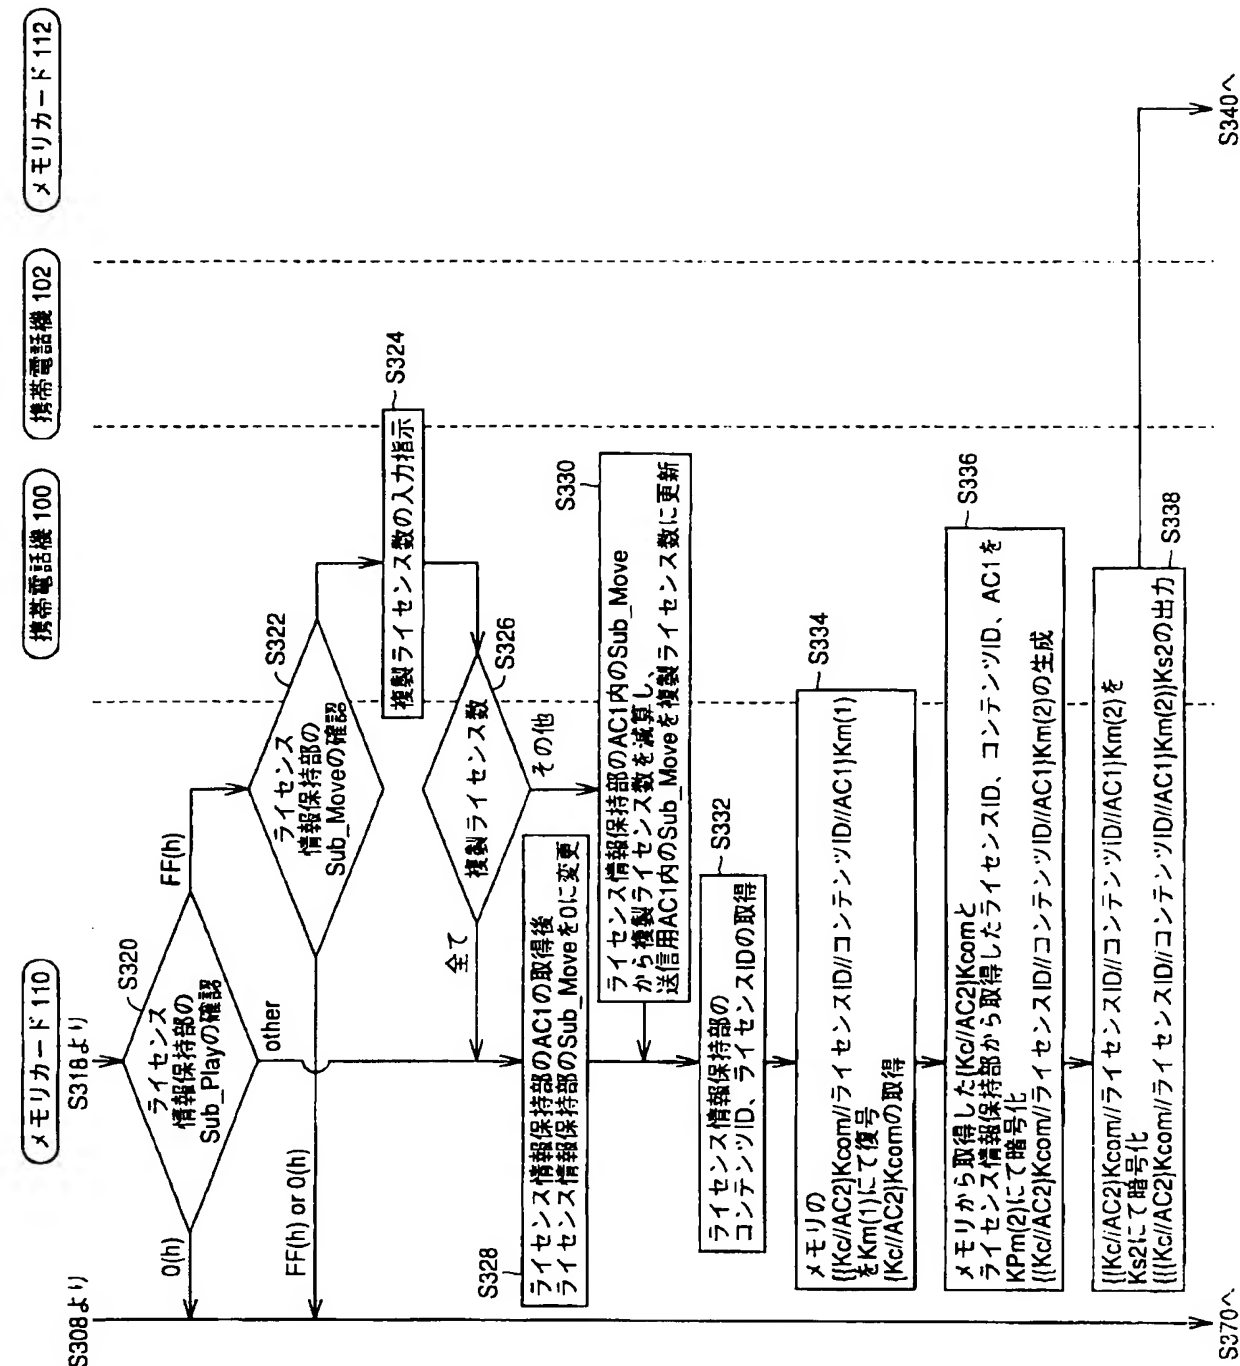 メモリカード 110
携帯電話機 100
携帯電話機 102
メモリカード 112
S308より
S318より
S320
ライセンス
情報保持部の
Sub_Playの確認
0(h)
FF(h)
other
S322
ライセンス
情報保持部の
Sub_Moveの確認
FF(h) or 0(h)
S324
複製ライセンス数の入力指示
S326
複製ライセンス数
全て
その他
S328
ライセンス情報保持部のAC1の取得後
ライセンス情報保持部のSub_Moveを0に変更
S330
ライセンス情報保持部のAC1内のSub_Move
から複製ライセンス数を減算し、
送信用AC1内のSub_Moveを複製ライセンス数に更新
S332
ライセンス情報保持部の
コンテンツID、ライセンスIDの取得
S334
メモリの
{{Kc//AC2}Kcom//ライセンスID//コンテンツID//AC1}Km(1)
をKm(1)にて復号
{Kc//AC2}Kcomの取得
S336
メモリから取得した{Kc//AC2}Kcomと
ライセンス情報保持部から取得したライセンスID、コンテンツID、AC1を
KPm(2)にて暗号化
{{Kc//AC2}Kcom//ライセンスID//コンテンツID//AC1}Km(2)の生成
S338
{{Kc//AC2}Kcom//ライセンスID//コンテンツID//AC1}Km(2)を
Ks2にて暗号化
{{{Kc//AC2}Kcom//ライセンスID//コンテンツID//AC1}Km(2)}Ks2の出力
S370へ
S340へ